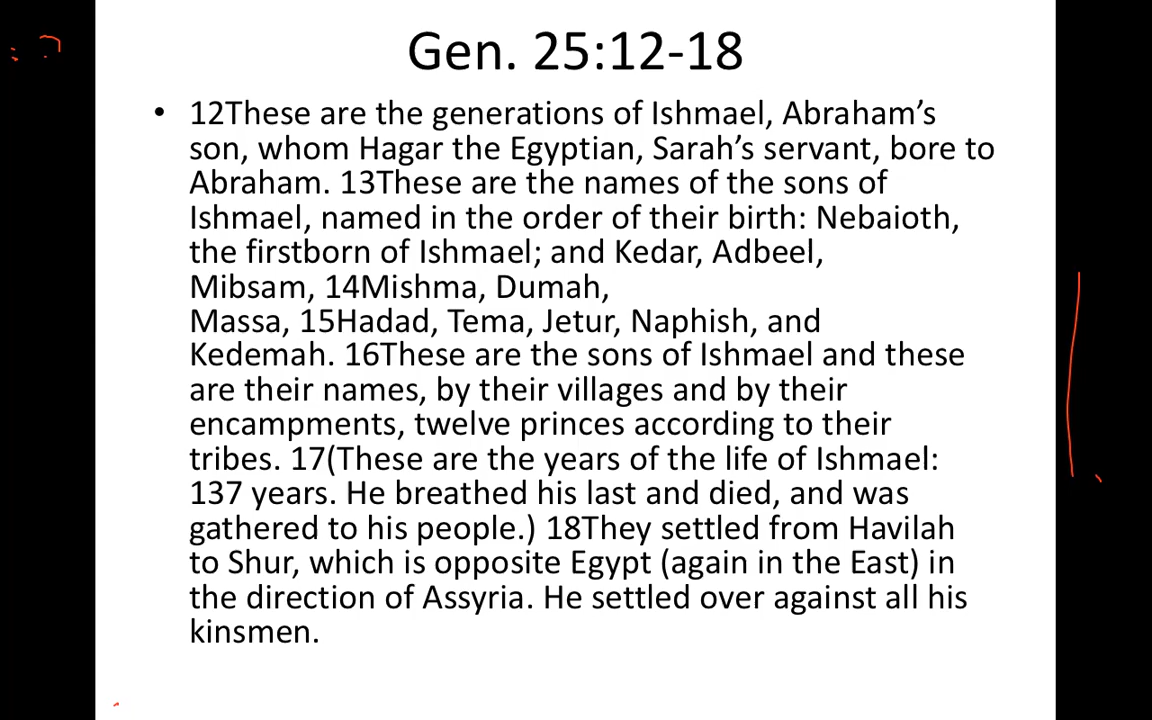 Gen. 25:12-18
• 12These are the generations of Ishmael, Abraham’s
son, whom Hagar the Egyptian, Sarah’s servant, bore to
Abraham. 13These are the names of the sons of
Ishmael, named in the order of their birth: Nebaioth,
the firstborn of Ishmael; and Kedar, Adbeel,
Mibsam, 14Mishma, Dumah,
Massa, 15Hadad, Tema, Jetur, Naphish, and
Kedemah. 16These are the sons of Ishmael and these
are their names, by their villages and by their
encampments, twelve princes according to their
tribes. 17(These are the years of the life of Ishmael:
137 years. He breathed his last and died, and was
gathered to his people.) 18They settled from Havilah
to Shur, which is opposite Egypt (again in the East) in
the direction of Assyria. He settled over against all his
kinsmen.